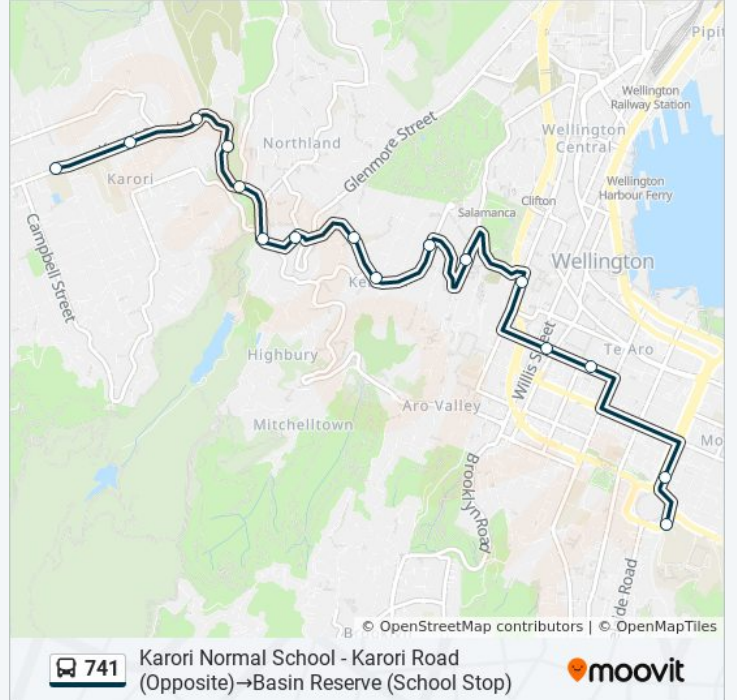 Pipit
Wellington
Railway Station
Northland
Glenmore Street
Wellington
Central
Karori
Wellington
Harbour Ferry
Clifton
Salamanca
Campbell Street
Wellington
Ke
Highbury
Willis Street
Te Aro
Aro Valley
Mitchelltown
Mo
Brooklyn Road
de Road
B
© OpenStreetMap contributors | © OpenMapTiles
741
Karori Normal School - Karori Road
(Opposite)→Basin Reserve (School Stop)
moovit